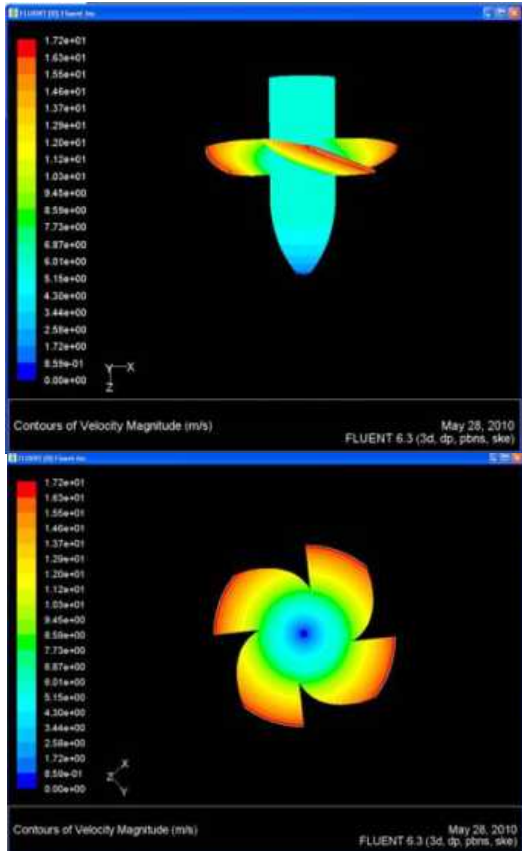 FLUENT [0] Fluent Inc
1.72e+01
1.63e+01
1.55e+01
1.46e+01
1.37e+01
1.29e+01
1.20e+01
1.12e+01
1.03e+01
9.45e+00
8.59e+00
7.73e+00
6.87e+00
6.01e+00
5.15e+00
4.30e+00
3.44e+00
2.58e+00
1.72e+00
8.59e-01
0.00e+00
Y X
Z
Contours of Velocity Magnitude (m/s)
May 28, 2010
FLUENT 6.3 (3d, dp, pbns, ske)
FLUENT [0] Fluent Inc
1.72e+01
1.63e+01
1.55e+01
1.46e+01
1.37e+01
1.29e+01
1.20e+01
1.12e+01
1.03e+01
9.45e+00
8.59e+00
7.73e+00
6.87e+00
6.01e+00
5.15e+00
4.30e+00
3.44e+00
2.58e+00
1.72e+00
8.59e-01
0.00e+00
X
Z
Y
Contours of Velocity Magnitude (m/s)
May 28, 2010
FLUENT 6.3 (3d, dp, pbns, ske)